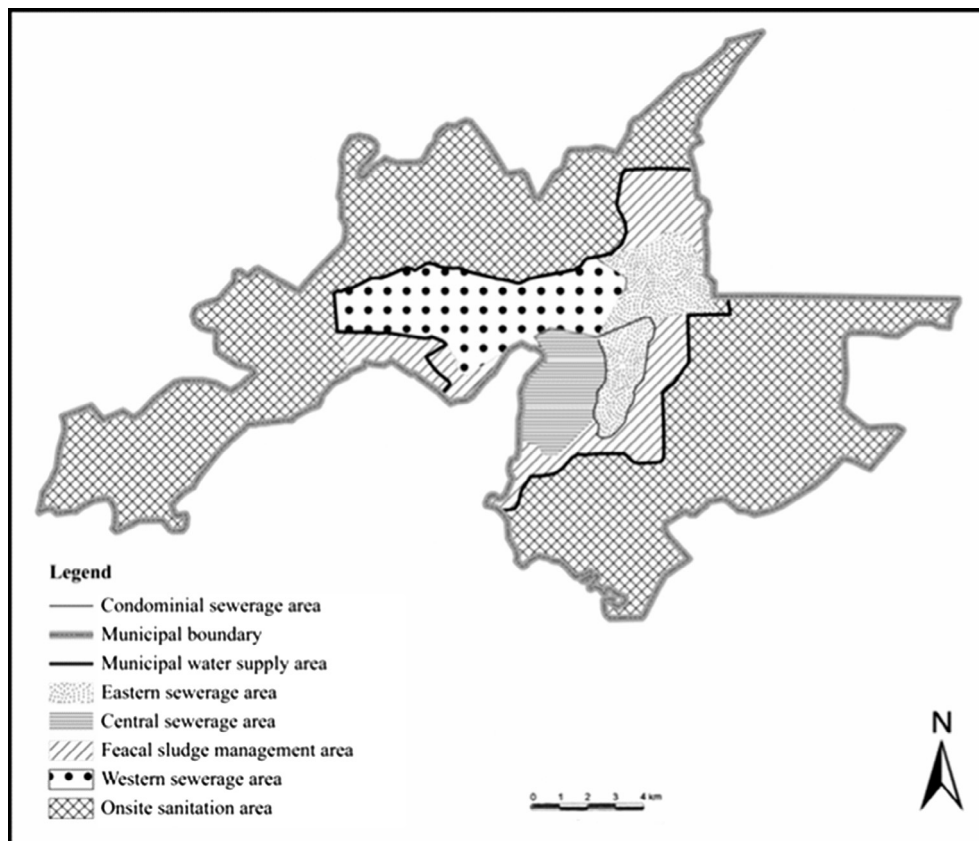 Legend
Condominial sewerage area
Municipal boundary
Municipal water supply area
Eastern sewerage area
Central sewerage area
Feacal sludge management area
Western sewerage area
Onsite sanitation area
0 1 2 3 4 km
N